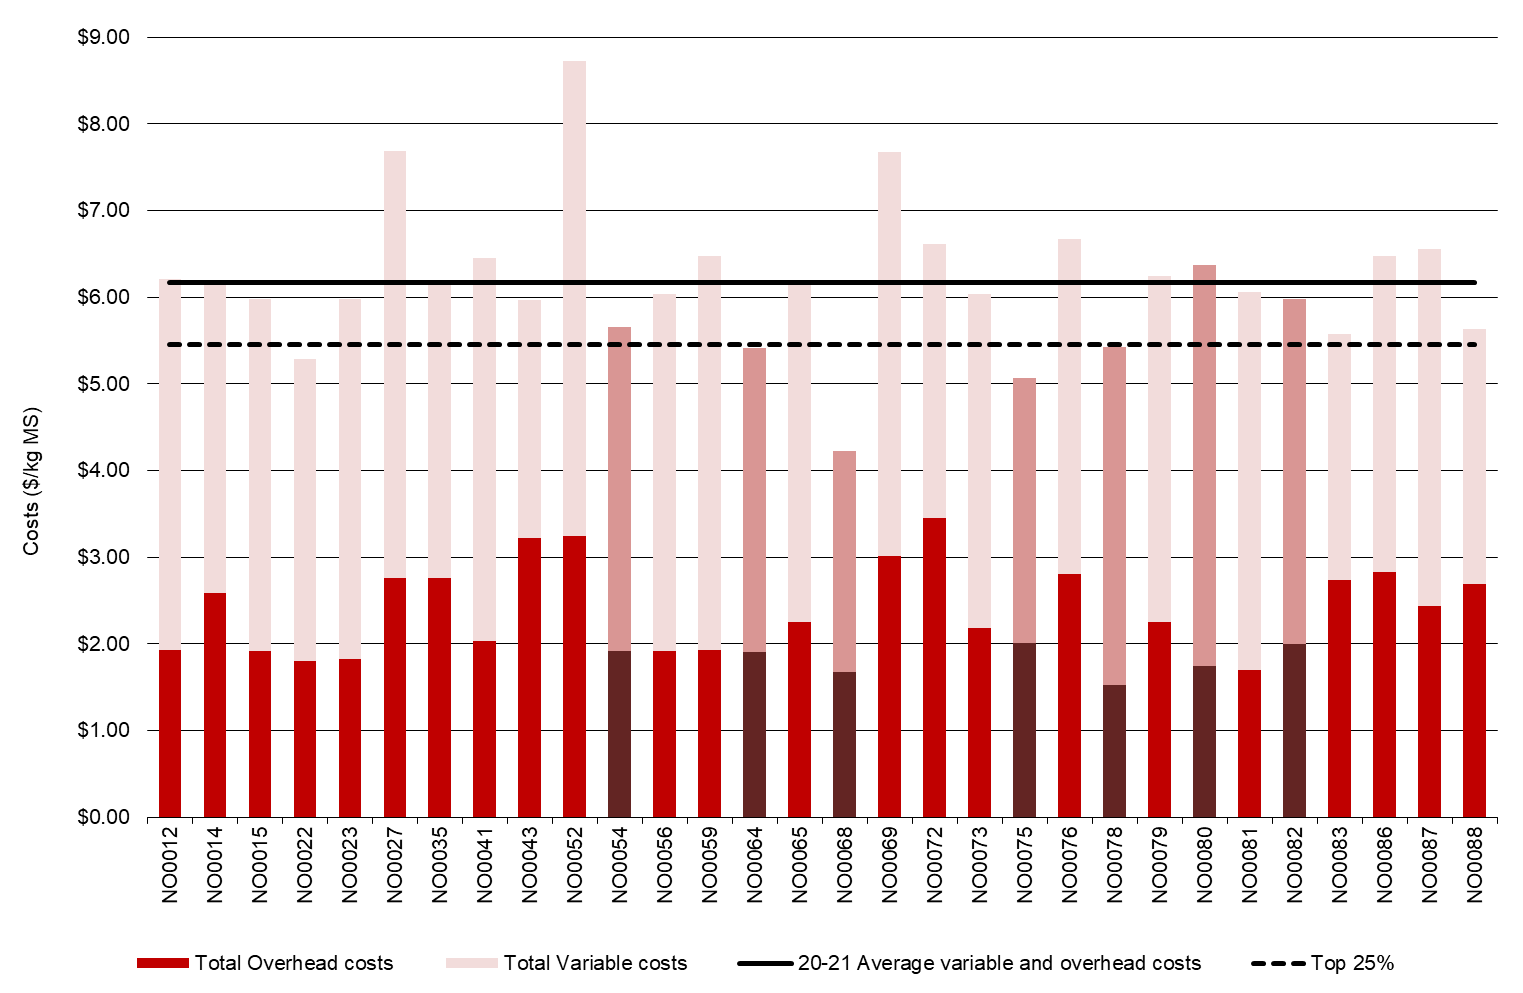 $9.00
$8.00
$7.00
$6.00
$5.00
$4.00
$3.00
$2.00
$1.00
$0.00
Costs ($/kg MS)
NO0012
NO0014
NO0015
NO0022
NO0023
NO0027
NO0035
NO0041
NO0043
NO0052
NO0054
NO0056
NO0059
NO0064
NO0065
NO0068
NO0069
NO0072
NO0073
NO0075
NO0076
NO0078
NO0079
NO0080
NO0081
NO0082
NO0083
NO0086
NO0087
NO0088
Total Overhead costs Total Variable costs 20-21 Average variable and overhead costs Top 25%